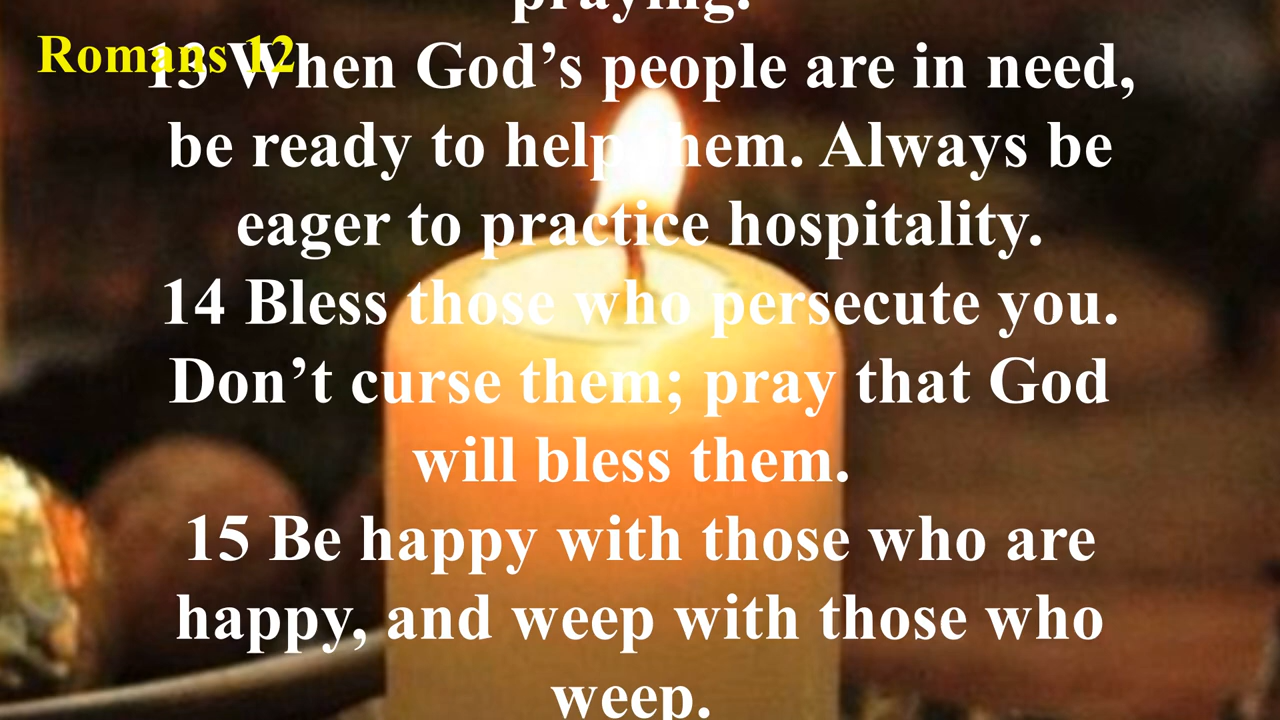 praying.
Romans 12
13 When God’s people are in need,
be ready to help them. Always be
eager to practice hospitality.
14 Bless those who persecute you.
Don’t curse them; pray that God
will bless them.
15 Be happy with those who are
happy, and weep with those who
weep.